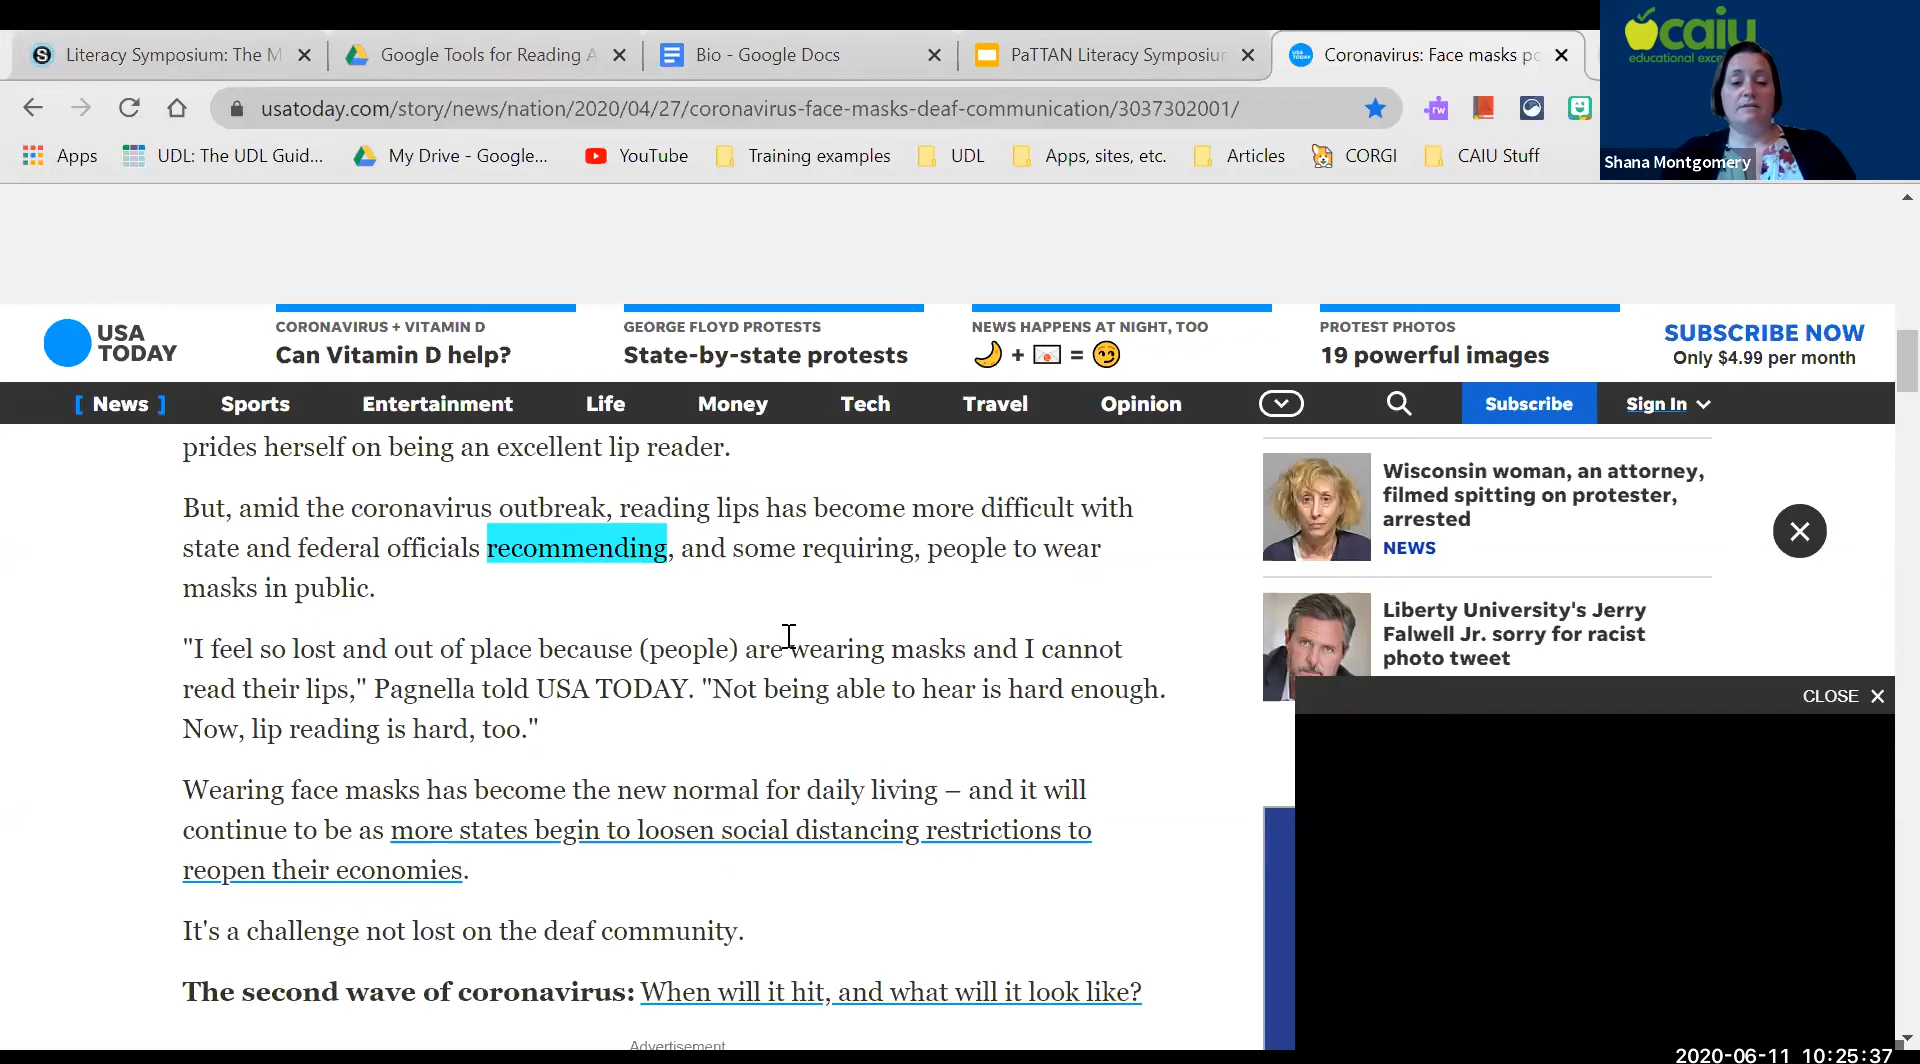 Literacy Symposium: The M
Google Tools for Reading A
Bio - Google Docs
PaTTAN Literacy Symposium
Coronavirus: Face masks po
caiu
educational exce
usatoday.com/story/news/nation/2020/04/27/coronavirus-face-masks-deaf-communication/3037302001/
rw
Apps
UDL: The UDL Guid...
My Drive - Google...
YouTube
Training examples
UDL
Apps, sites, etc.
Articles
CORGI
CAIU Stuff
Shana Montgomery
USA
TODAY
CORONAVIRUS + VITAMIN D
Can Vitamin D help?
GEORGE FLOYD PROTESTS
State-by-state protests
NEWS HAPPENS AT NIGHT, TOO
🌙 + 💌 = 😏
PROTEST PHOTOS
19 powerful images
SUBSCRIBE NOW
Only $4.99 per month
[ News ] Sports Entertainment Life Money Tech Travel Opinion Subscribe Sign In
prides herself on being an excellent lip reader.
But, amid the coronavirus outbreak, reading lips has become more difficult with
state and federal officials recommending, and some requiring, people to wear
masks in public.
"I feel so lost and out of place because (people) are wearing masks and I cannot
read their lips," Pagnella told USA TODAY. "Not being able to hear is hard enough.
Now, lip reading is hard, too."
Wearing face masks has become the new normal for daily living – and it will
continue to be as more states begin to loosen social distancing restrictions to
reopen their economies.
It's a challenge not lost on the deaf community.
The second wave of coronavirus: When will it hit, and what will it look like?
Advertisement
Wisconsin woman, an attorney,
filmed spitting on protester,
arrested
NEWS
Liberty University's Jerry
Falwell Jr. sorry for racist
photo tweet
CLOSE
2020-06-11 10:25:37